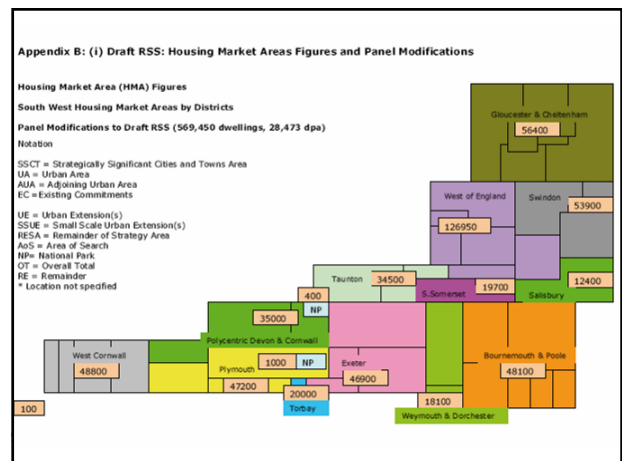 Appendix B: (i) Draft RSS: Housing Market Areas Figures and Panel Modifications
Housing Market Area (HMA) Figures
South West Housing Market Areas by Districts
Panel Modifications to Draft RSS (569,450 dwellings, 28,473 dpa)
Notation
SSCT = Strategically Significant Cities and Towns Area
UA = Urban Area
AUA = Adjoining Urban Area
EC =Existing Commitments
UE = Urban Extension(s)
SSUE = Small Scale Urban Extension(s)
RESA = Remainder of Strategy Area
AoS = Area of Search
NP= National Park
OT = Overall Total
RE = Remainder
* Location not specified
Gloucester & Cheltenham
56400
West of England
126950
Swindon
53900
Taunton
34500
S.Somerset
19700
Salisbury
12400
400
NP
35000
Polycentric Devon & Cornwall
West Cornwall
48800
Plymouth
1000
NP
47200
Exeter
46900
20000
Torbay
Bournemouth & Poole
48100
18100
Weymouth & Dorchester
100